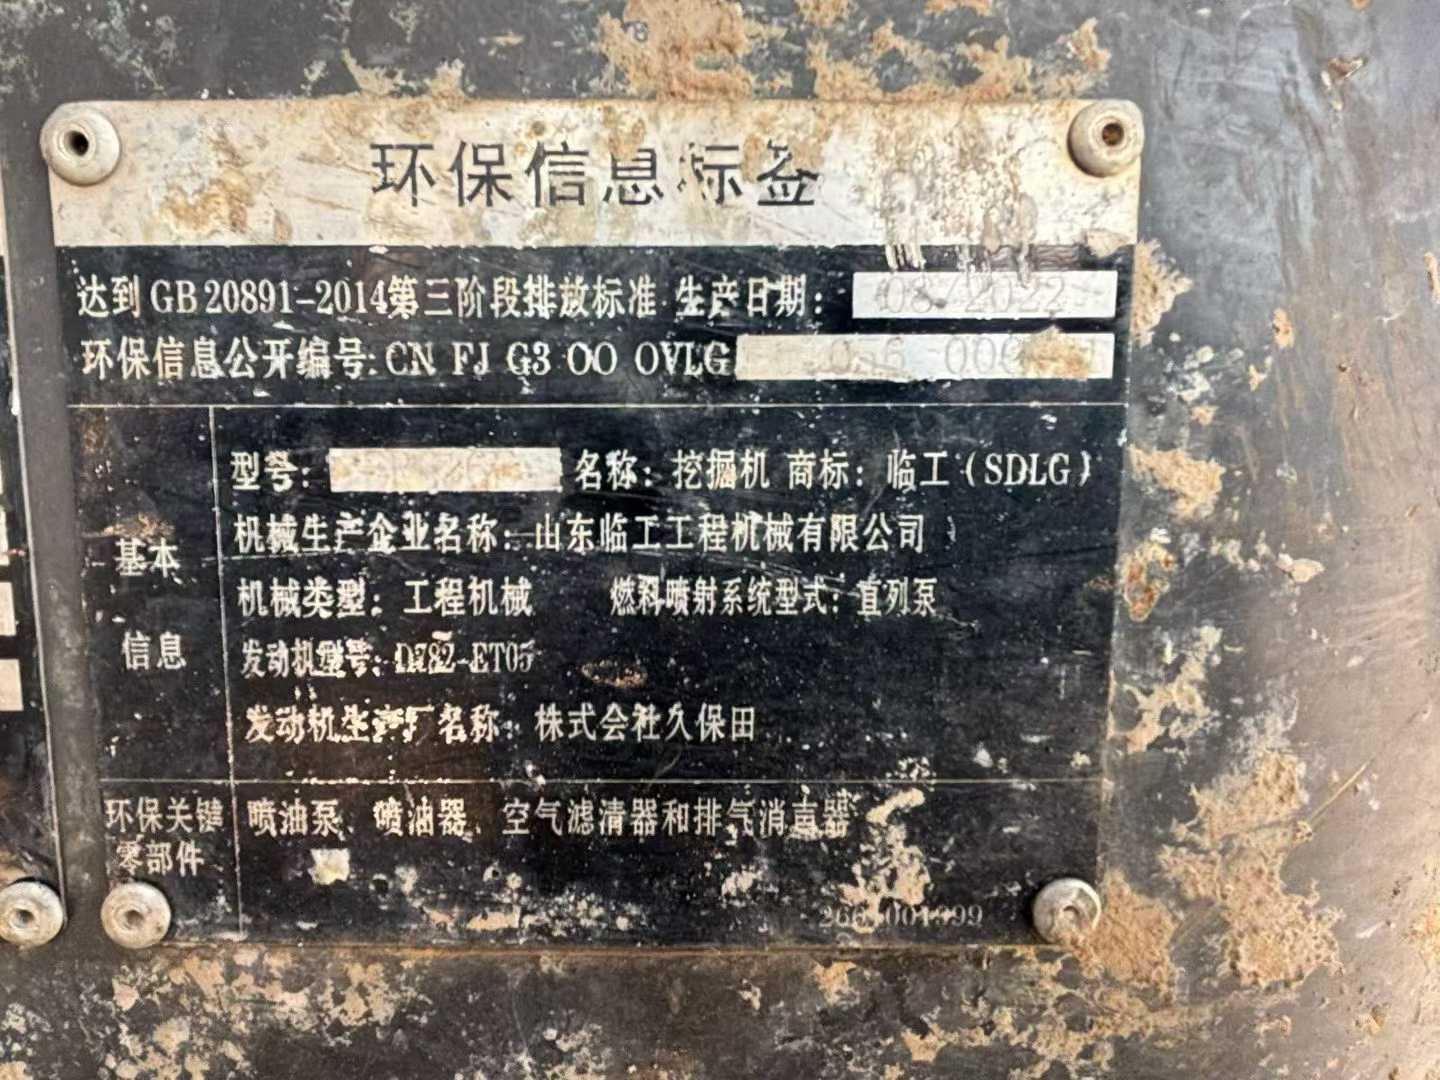 环保信息标签
达到GB 20891-2014第三阶段排放标准 生产日期: 08/2022
环保信息公开编号: CN FJ G3 00 0VLG
基本
信息
型号: 名称: 挖掘机 商标: 临工(SDLG)
机械生产企业名称: 山东临工工程机械有限公司
机械类型: 工程机械 燃料喷射系统型式: 直列泵
发动机型号: D782-ET05
发动机生产厂名称: 株式会社久保田
环保关键
零部件
喷油泵、喷油器、空气滤清器和排气消声器